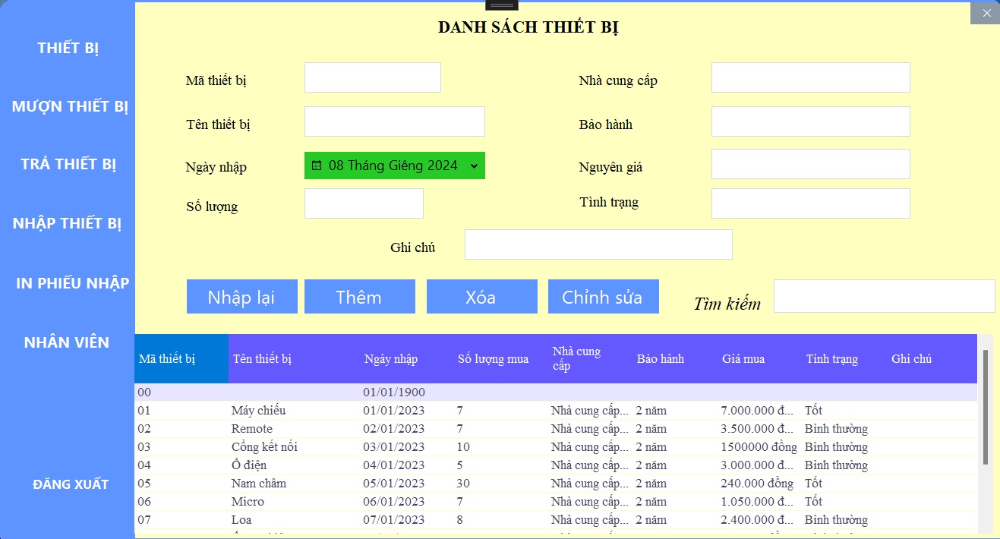 DANH SÁCH THIẾT BỊ
THIẾT BỊ
MƯỢN THIẾT BỊ
TRẢ THIẾT BỊ
NHẬP THIẾT BỊ
IN PHIẾU NHẬP
NHÂN VIÊN
ĐĂNG XUẤT
Mã thiết bị
Nhà cung cấp
Tên thiết bị
Bảo hành
Ngày nhập
08 Tháng Giêng 2024
Nguyên giá
Số lượng
Tình trạng
Ghi chú
Nhập lại Thêm Xóa Chỉnh sửa Tìm kiếm
Mã thiết bị Tên thiết bị Ngày nhập Số lượng mua Nhà cung cấp Bảo hành Giá mua Tình trạng Ghi chú
00 01/01/1900
01 Máy chiếu 01/01/2023 7 Nhà cung cấp... 2 năm 7.000.000 đ... Tốt
02 Remote 02/01/2023 7 Nhà cung cấp... 2 năm 3.500.000 đ... Bình thường
03 Cổng kết nối 03/01/2023 10 Nhà cung cấp... 2 năm 1500000 đồng Bình thường
04 Ổ điện 04/01/2023 5 Nhà cung cấp... 2 năm 3.000.000 đ... Bình thường
05 Nam châm 05/01/2023 30 Nhà cung cấp... 2 năm 240.000 đồng Tốt
06 Micro 06/01/2023 7 Nhà cung cấp... 2 năm 1.050.000 đ... Tốt
07 Loa 07/01/2023 8 Nhà cung cấp... 2 năm 2.400.000 đ... Bình thường